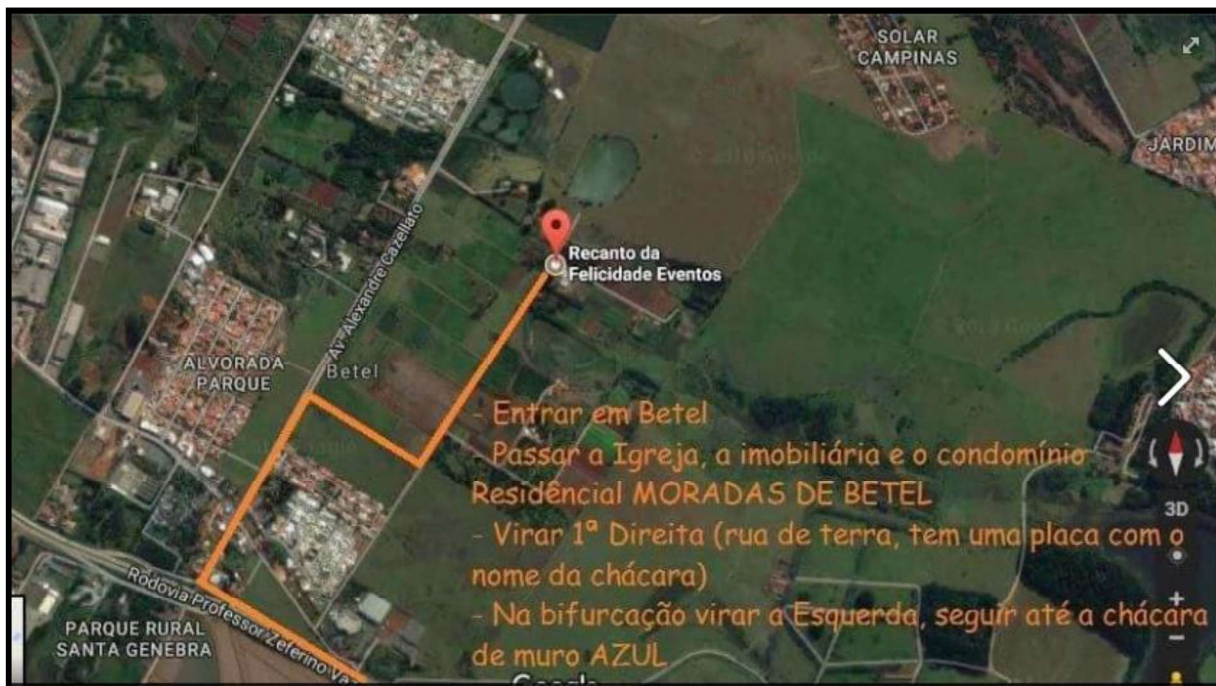 SOLAR
CAMPINAS
JARDIM
Av. Alexandre Cazellato
Recanto da
Felicidade Eventos
ALVORADA
PARQUE
Betel
- Entrar em Betel
- Passar a Igreja, a imobiliária e o condomínio
Residêncial MORADAS DE BETEL
- Virar 1ª Direita (rua de terra, tem uma placa com o
nome da chácara)
- Na bifurcação virar a Esquerda, seguir até a chácara
de muro AZUL
3D
Rodovia Professor Zeferino Va
PARQUE RURAL
SANTA GENEBRA
Google